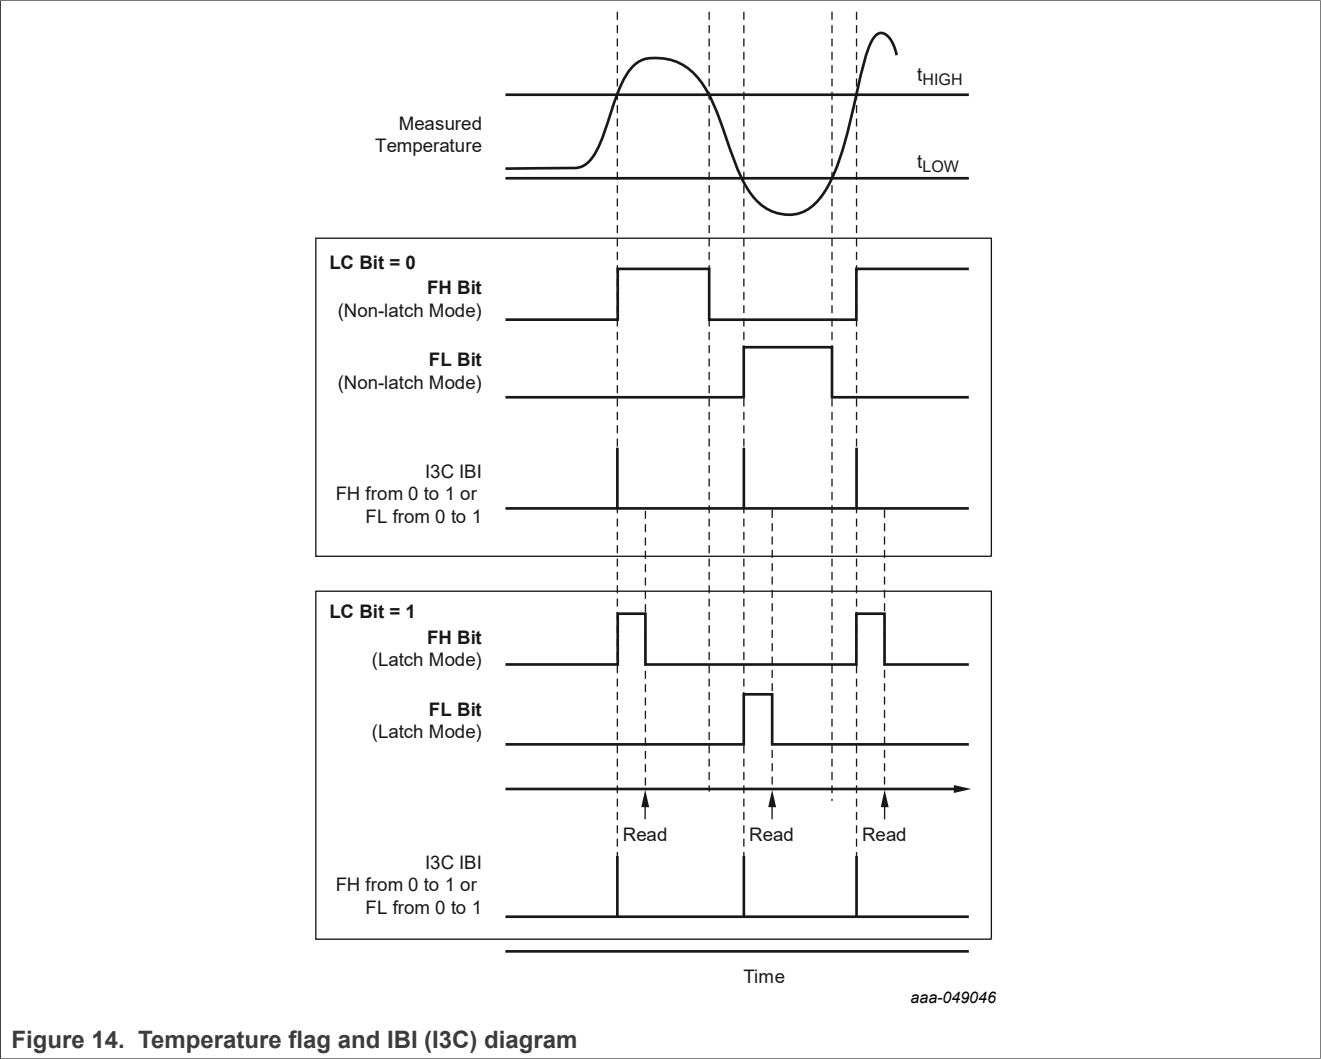 tHIGH
Measured
Temperature
tLOW
LC Bit = 0
FH Bit
(Non-latch Mode)
FL Bit
(Non-latch Mode)
I3C IBI
FH from 0 to 1 or
FL from 0 to 1
LC Bit = 1
FH Bit
(Latch Mode)
FL Bit
(Latch Mode)
Read Read Read
I3C IBI
FH from 0 to 1 or
FL from 0 to 1
Time
aaa-049046
Figure 14. Temperature flag and IBI (I3C) diagram